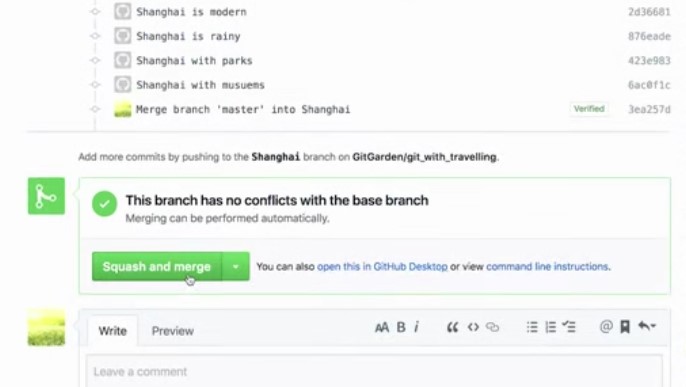 Shanghai is modern 2d36681
Shanghai is rainy 876eade
Shanghai with parks 423e983
Shanghai with musuems 6ac0f1c
Merge branch 'master' into Shanghai Verified 3ea257d
Add more commits by pushing to the Shanghai branch on GitGarden/git_with_travelling.
This branch has no conflicts with the base branch
Merging can be performed automatically.
Squash and merge You can also open this in GitHub Desktop or view command line instructions.
Write Preview AA B i
Leave a comment